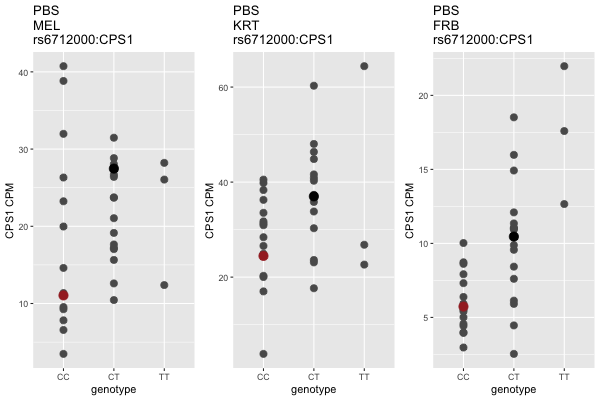 PBS
MEL
rs6712000:CPS1
CPS1 CPM
40
30
20
10
CC
CT
TT
genotype
PBS
KRT
rs6712000:CPS1
CPS1 CPM
60
40
20
CC
CT
TT
genotype
PBS
FRB
rs6712000:CPS1
CPS1 CPM
20
15
10
5
CC
CT
TT
genotype